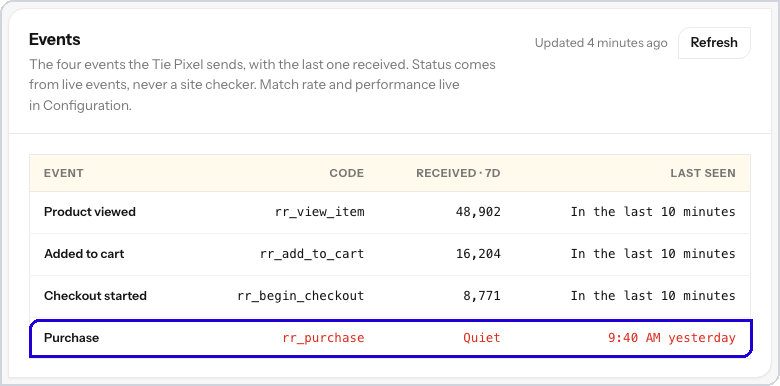 Events
Updated 4 minutes ago
Refresh
The four events the Tie Pixel sends, with the last one received. Status comes
from live events, never a site checker. Match rate and performance live
in Configuration.
EVENT CODE RECEIVED · 7D LAST SEEN
Product viewed rr_view_item 48,902 In the last 10 minutes
Added to cart rr_add_to_cart 16,204 In the last 10 minutes
Checkout started rr_begin_checkout 8,771 In the last 10 minutes
Purchase rr_purchase Quiet 9:40 AM yesterday